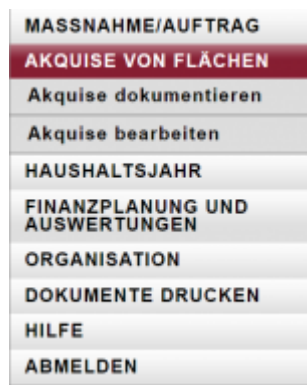 MASSNAHME/AUFTRAG
AKQUISE VON FLÄCHEN
Akquise dokumentieren
Akquise bearbeiten
HAUSHALTSJAHR
FINANZPLANUNG UND
AUSWERTUNGEN
ORGANISATION
DOKUMENTE DRUCKEN
HILFE
ABMELDEN